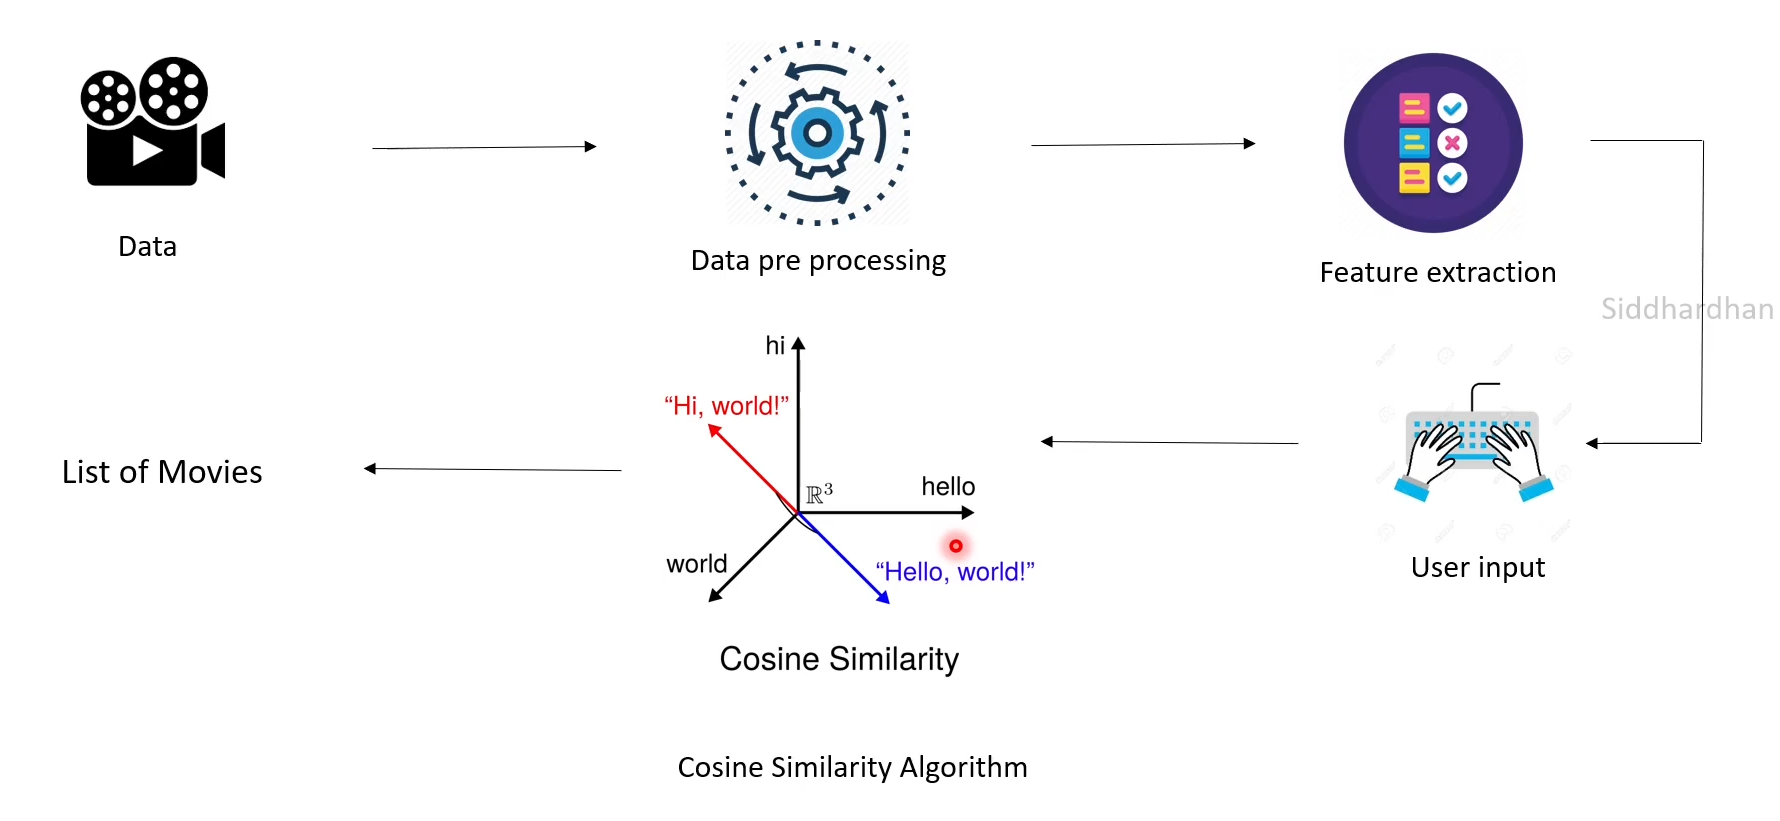 Data
Data pre processing
Feature extraction
Siddhardhan
hi
“Hi, world!”
ℝ³
hello
world
“Hello, world!”
Cosine Similarity
Cosine Similarity Algorithm
List of Movies
User input